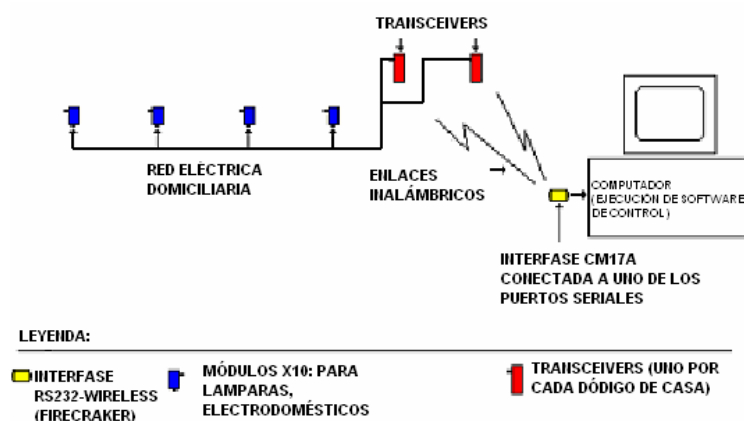 TRANSCEIVERS
RED ELÉCTRICA
DOMICILIARIA
ENLACES
INALÁMBRICOS
COMPUTADOR
(EJECUCIÓN DE SOFTWARE
DE CONTROL)
INTERFASE CM17A
CONECTADA A UNO DE LOS
PUERTOS SERIALES
LEYENDA:
INTERFASE
RS232-WIRELESS
(FIRECRAKER)
MÓDULOS X10: PARA
LAMPARAS,
ELECTRODOMÉSTICOS
TRANSCEIVERS (UNO POR
CADA DÓDIGO DE CASA)